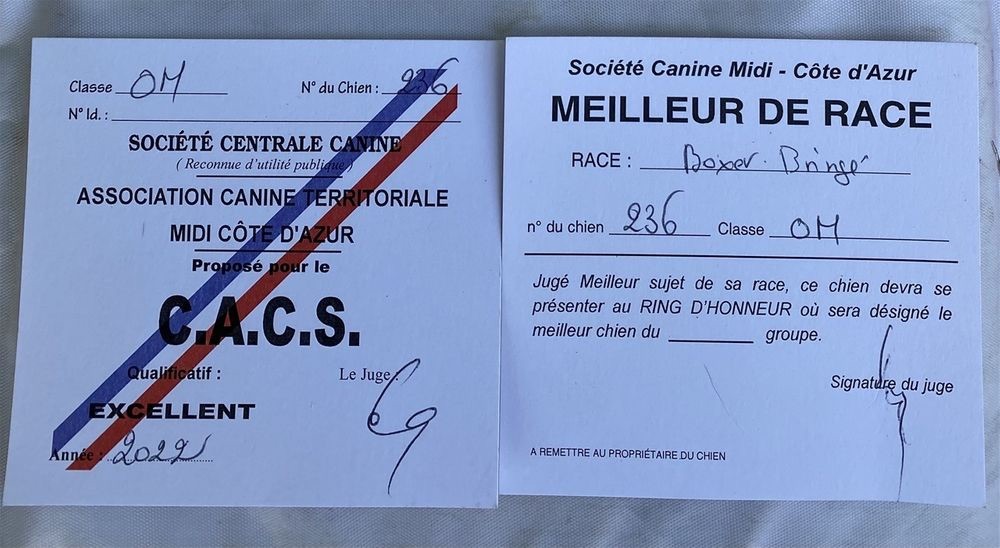 Classe OM N° du Chien : 236
N° Id. :
SOCIÉTÉ CENTRALE CANINE
( Reconnue d'utilité publique )
ASSOCIATION CANINE TERRITORIALE
MIDI CÔTE D'AZUR
Proposé pour le
C.A.C.S.
Qualificatif : Le Juge :
EXCELLENT
Année : 2022
Société Canine Midi - Côte d'Azur
MEILLEUR DE RACE
RACE : Boxer. Bringé
n° du chien 236 Classe OM
Jugé Meilleur sujet de sa race, ce chien devra se
présenter au RING D'HONNEUR où sera désigné le
meilleur chien du groupe.
Signature du juge
A REMETTRE AU PROPRIÉTAIRE DU CHIEN